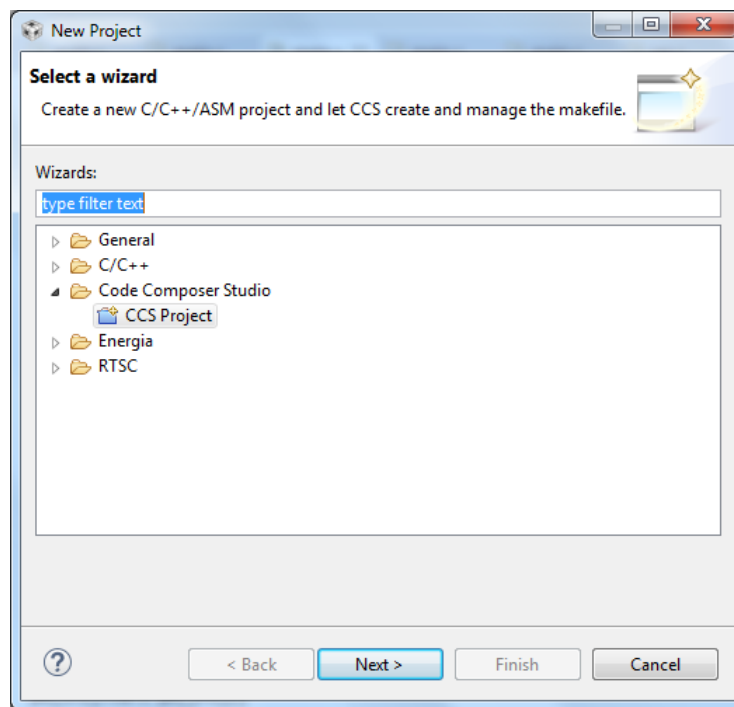 New Project
Select a wizard
Create a new C/C++/ASM project and let CCS create and manage the makefile.
Wizards:
type filter text
General
C/C++
Code Composer Studio
CCS Project
Energia
RTSC
?
< Back
Next >
Finish
Cancel